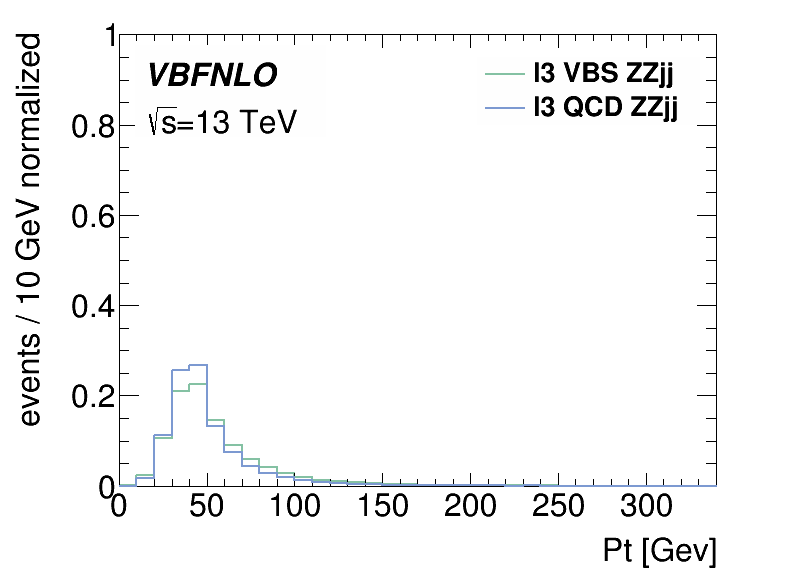 events / 10 GeV normalized
1
0.8
0.6
0.4
0.2
0
VBFNLO
√s=13 TeV
l3 VBS ZZjj
l3 QCD ZZjj
0 50 100 150 200 250 300
Pt [Gev]